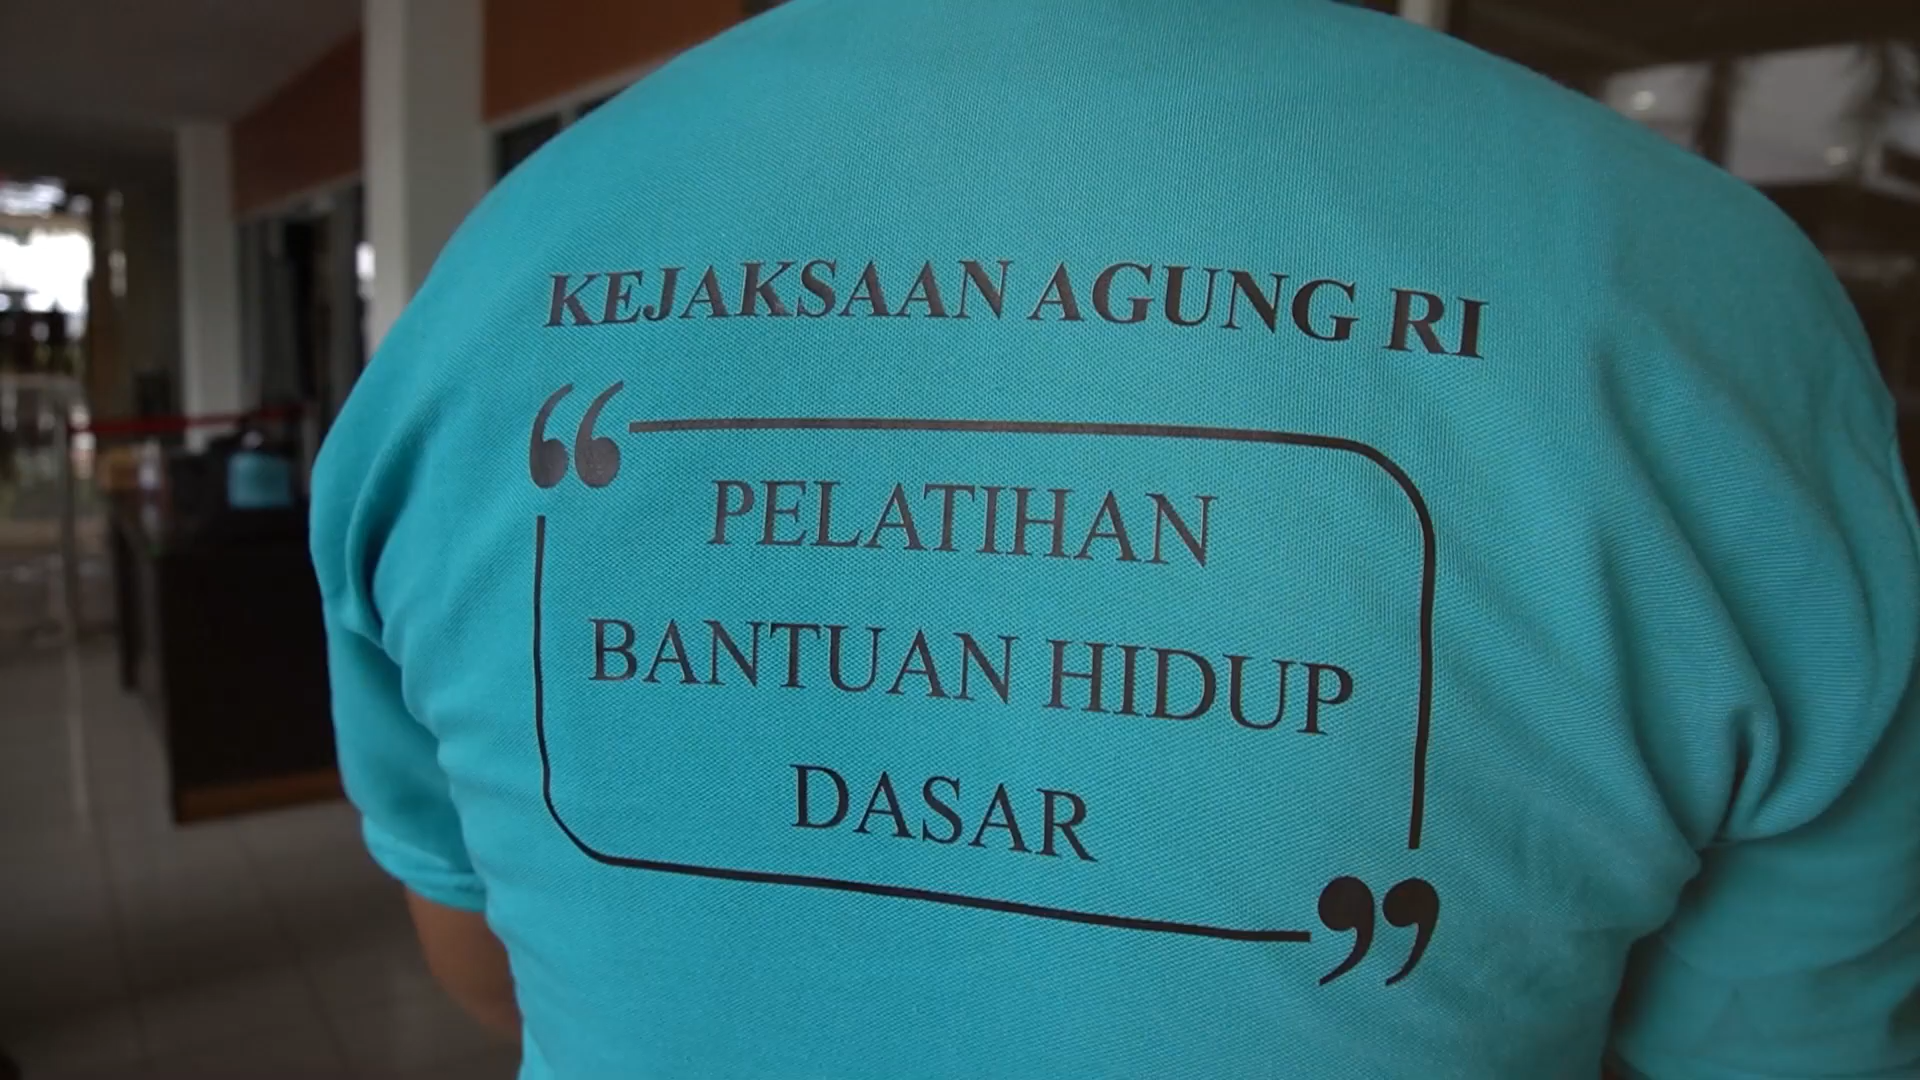 KEJAKSAAN AGUNG RI
“
PELATIHAN
BANTUAN HIDUP
DASAR
”